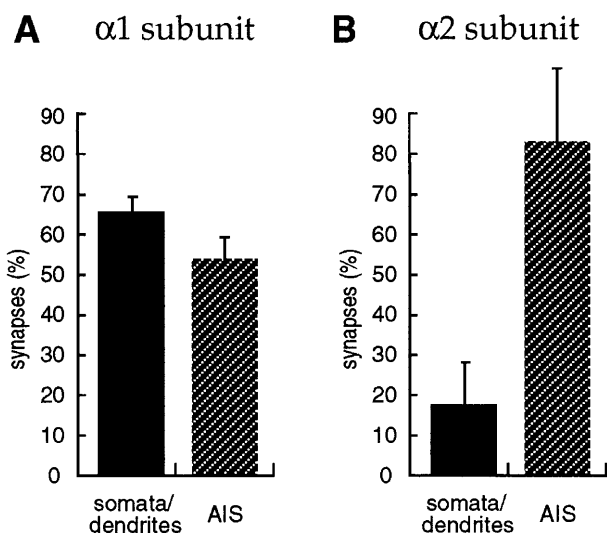 A α1 subunit
synapses (%)
90
80
70
60
50
40
30
20
10
0
somata/
dendrites
AIS
B α2 subunit
synapses (%)
90
80
70
60
50
40
30
20
10
0
somata/
dendrites
AIS